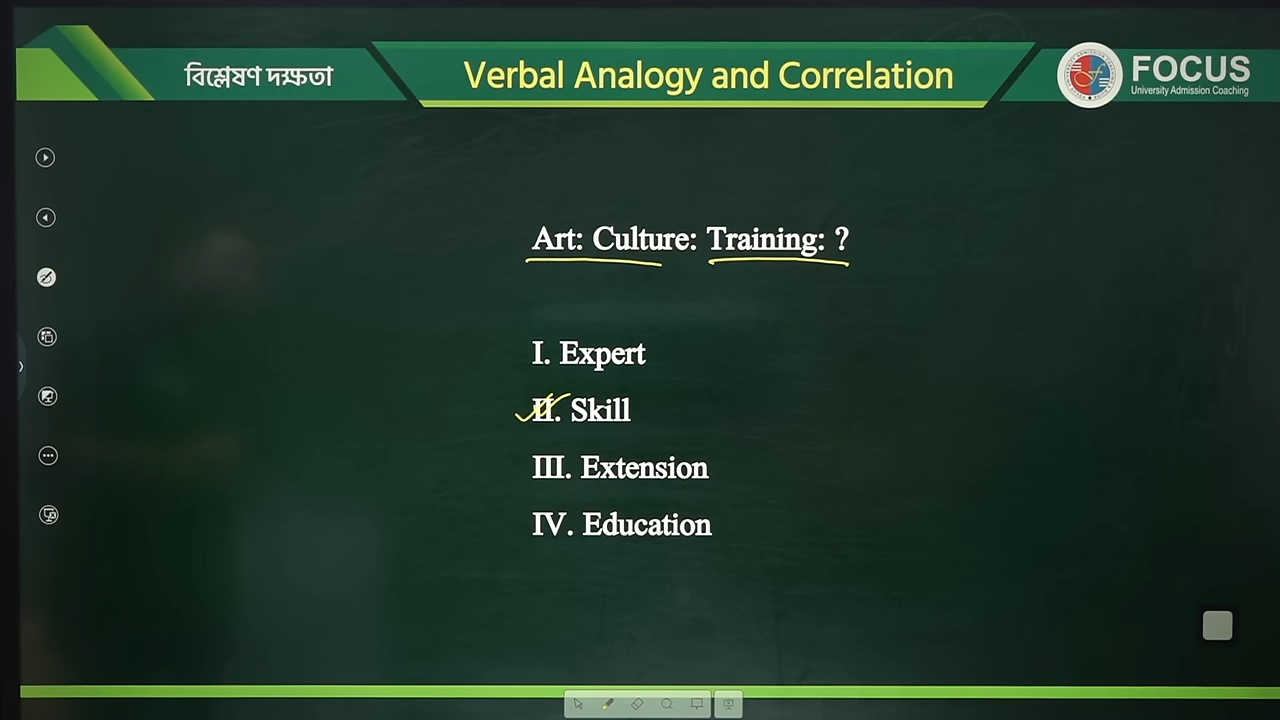 বিশ্লেষণ দক্ষতা
Verbal Analogy and Correlation
FOCUS
University Admission Coaching
Art: Culture: Training: ?
I. Expert
II. Skill
III. Extension
IV. Education